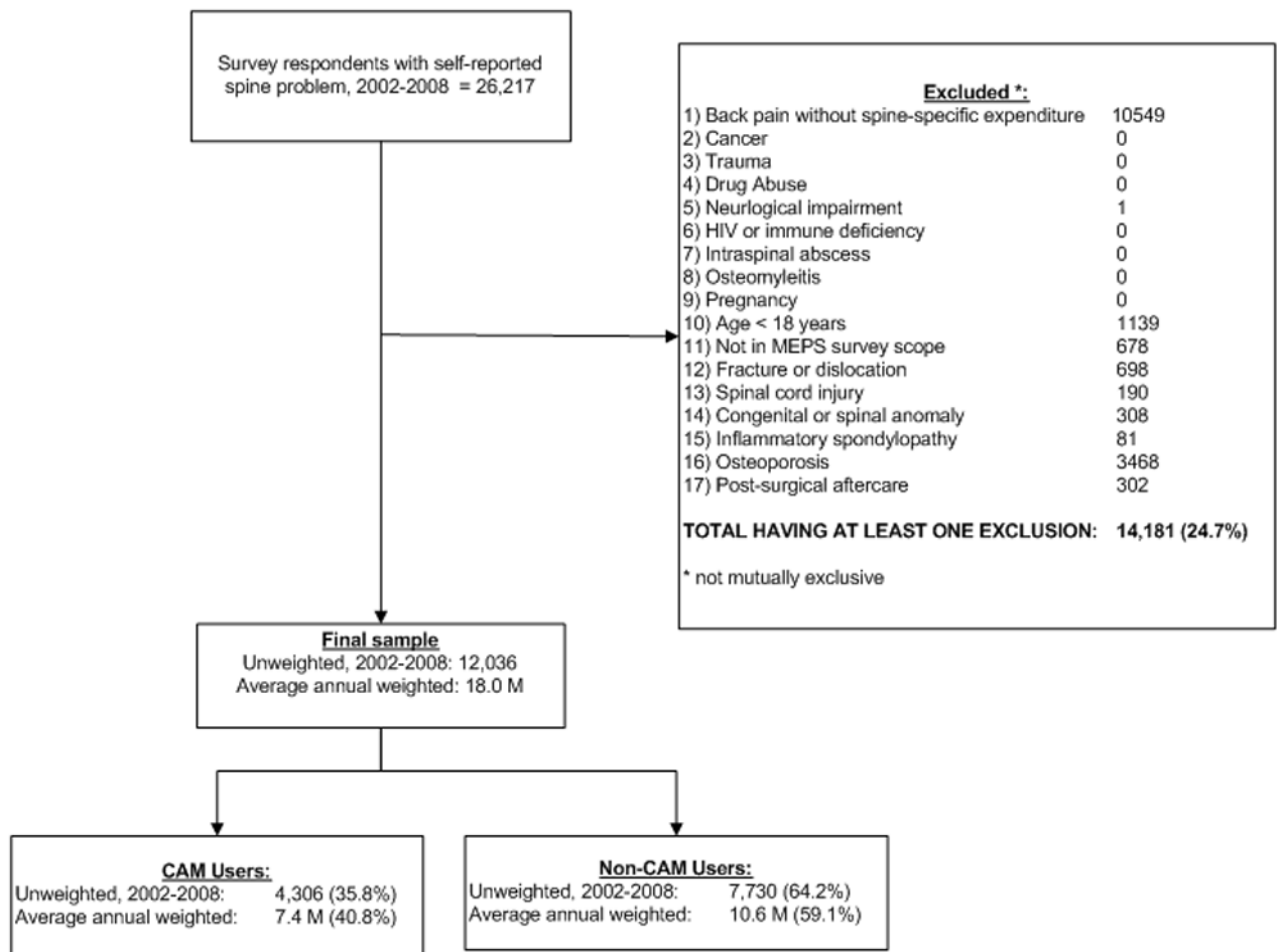 Survey respondents with self-reported
spine problem, 2002-2008 = 26,217
Excluded *:
1) Back pain without spine-specific expenditure 10549
2) Cancer 0
3) Trauma 0
4) Drug Abuse 0
5) Neurlogical impairment 1
6) HIV or immune deficiency 0
7) Intraspinal abscess 0
8) Osteomyleitis 0
9) Pregnancy 0
10) Age < 18 years 1139
11) Not in MEPS survey scope 678
12) Fracture or dislocation 698
13) Spinal cord injury 190
14) Congenital or spinal anomaly 308
15) Inflammatory spondylopathy 81
16) Osteoporosis 3468
17) Post-surgical aftercare 302
TOTAL HAVING AT LEAST ONE EXCLUSION: 14,181 (24.7%)
* not mutually exclusive
Final sample
Unweighted, 2002-2008: 12,036
Average annual weighted: 18.0 M
CAM Users:
Unweighted, 2002-2008: 4,306 (35.8%)
Average annual weighted: 7.4 M (40.8%)
Non-CAM Users:
Unweighted, 2002-2008: 7,730 (64.2%)
Average annual weighted: 10.6 M (59.1%)